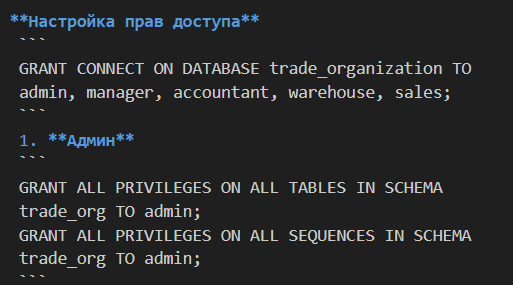 **Настройка прав доступа**
```
GRANT CONNECT ON DATABASE trade_organization TO
admin, manager, accountant, warehouse, sales;
```
1. **Админ**
```
GRANT ALL PRIVILEGES ON ALL TABLES IN SCHEMA
trade_org TO admin;
GRANT ALL PRIVILEGES ON ALL SEQUENCES IN SCHEMA
trade_org TO admin;
```